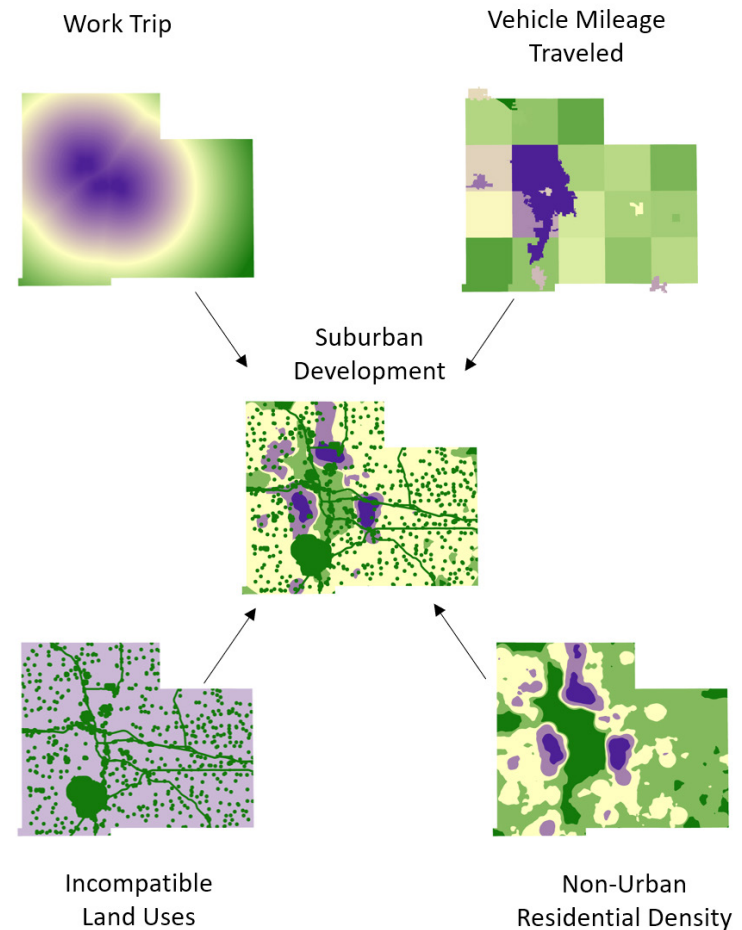 Work Trip
Vehicle Mileage
Traveled
Suburban
Development
Incompatible
Land Uses
Non-Urban
Residential Density